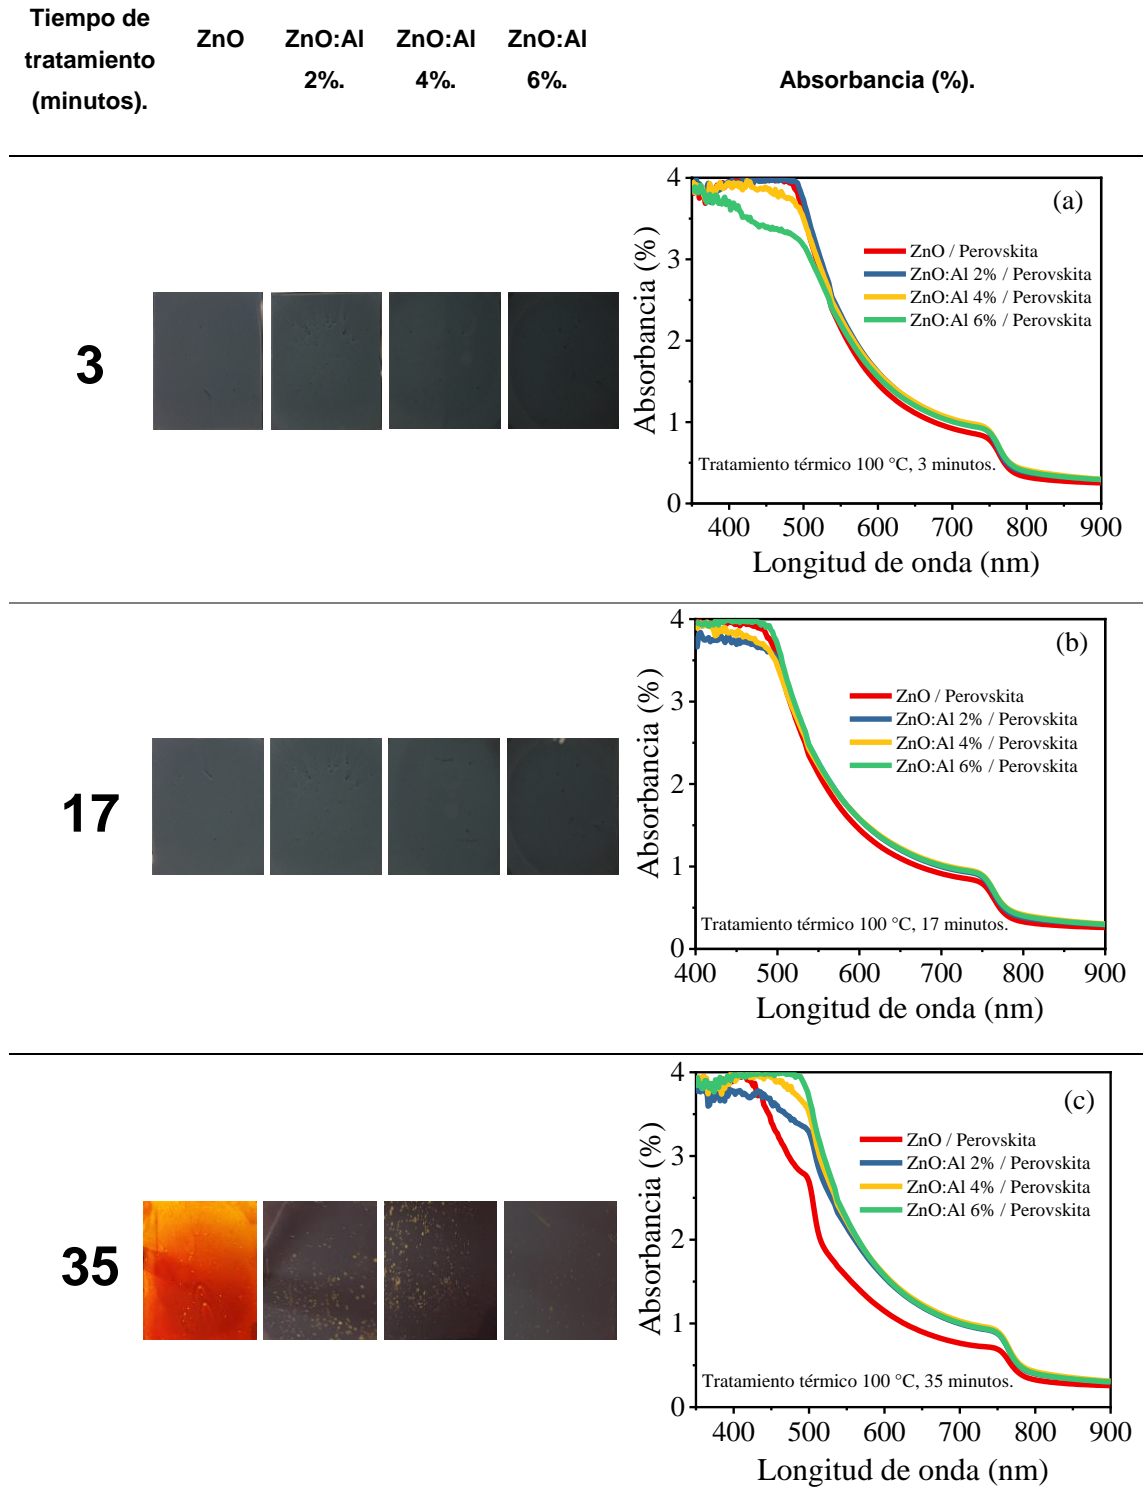 Tiempo de
tratamiento
(minutos).
ZnO
ZnO:Al
2%.
ZnO:Al
4%.
ZnO:Al
6%.
Absorbancia (%).
3
Absorbancia (%)
4
3
2
1
0
(a)
ZnO / Perovskita
ZnO:Al 2% / Perovskita
ZnO:Al 4% / Perovskita
ZnO:Al 6% / Perovskita
Tratamiento térmico 100 °C, 3 minutos.
400 500 600 700 800 900
Longitud de onda (nm)
17
Absorbancia (%)
4
3
2
1
0
(b)
ZnO / Perovskita
ZnO:Al 2% / Perovskita
ZnO:Al 4% / Perovskita
ZnO:Al 6% / Perovskita
Tratamiento térmico 100 °C, 17 minutos.
400 500 600 700 800 900
Longitud de onda (nm)
35
Absorbancia (%)
4
3
2
1
0
(c)
ZnO / Perovskita
ZnO:Al 2% / Perovskita
ZnO:Al 4% / Perovskita
ZnO:Al 6% / Perovskita
Tratamiento térmico 100 °C, 35 minutos.
400 500 600 700 800 900
Longitud de onda (nm)